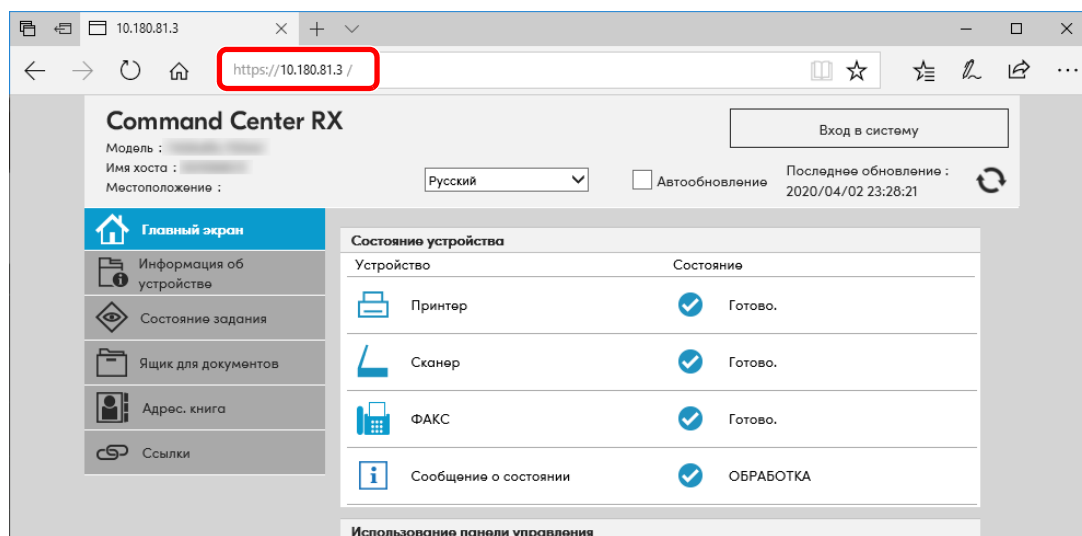 10.180.81.3
https://10.180.81.3 /
Command Center RX
Вход в систему
Модель :
Имя хоста :
Местоположение :
Русский
Автообновление
Последнее обновление :
2020/04/02 23:28:21
Главный экран
Информация об
устройстве
Состояние задания
Ящик для документов
Адрес. книга
Ссылки
Состояние устройства
Устройство Состояние
Принтер Готово.
Сканер Готово.
ФАКС Готово.
Сообщение о состоянии ОБРАБОТКА
Использование панели управления